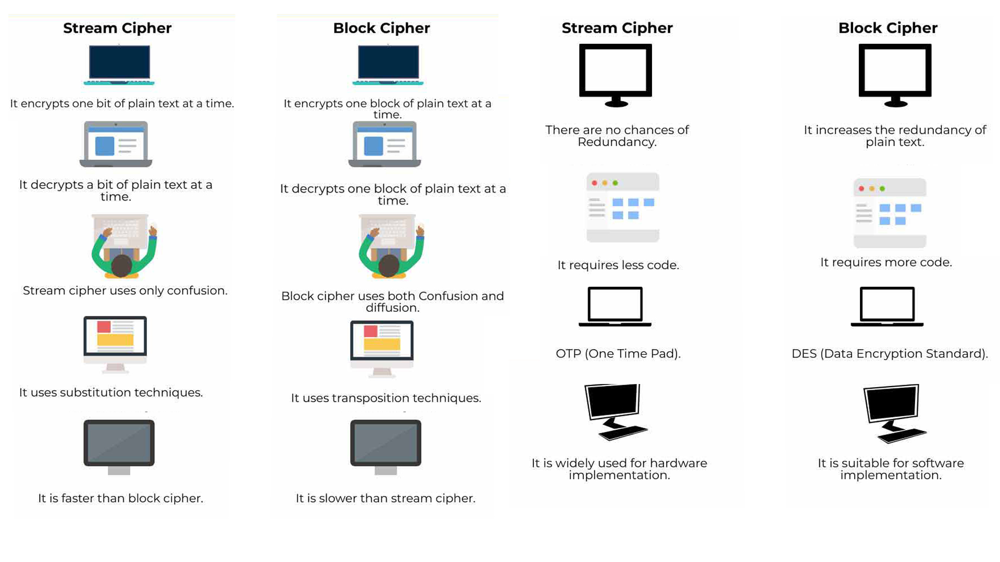 Stream Cipher
It encrypts one bit of plain text at a time.
It decrypts a bit of plain text at a
time.
Stream cipher uses only confusion.
It uses substitution techniques.
It is faster than block cipher.
Block Cipher
It encrypts one block of plain text at a
time.
It decrypts one block of plain text at a
time.
Block cipher uses both Confusion and
diffusion.
It uses transposition techniques.
It is slower than stream cipher.
Stream Cipher
There are no chances of
Redundancy.
It requires less code.
OTP (One Time Pad).
It is widely used for hardware
implementation.
Block Cipher
It increases the redundancy of
plain text.
It requires more code.
DES (Data Encryption Standard).
It is suitable for software
implementation.